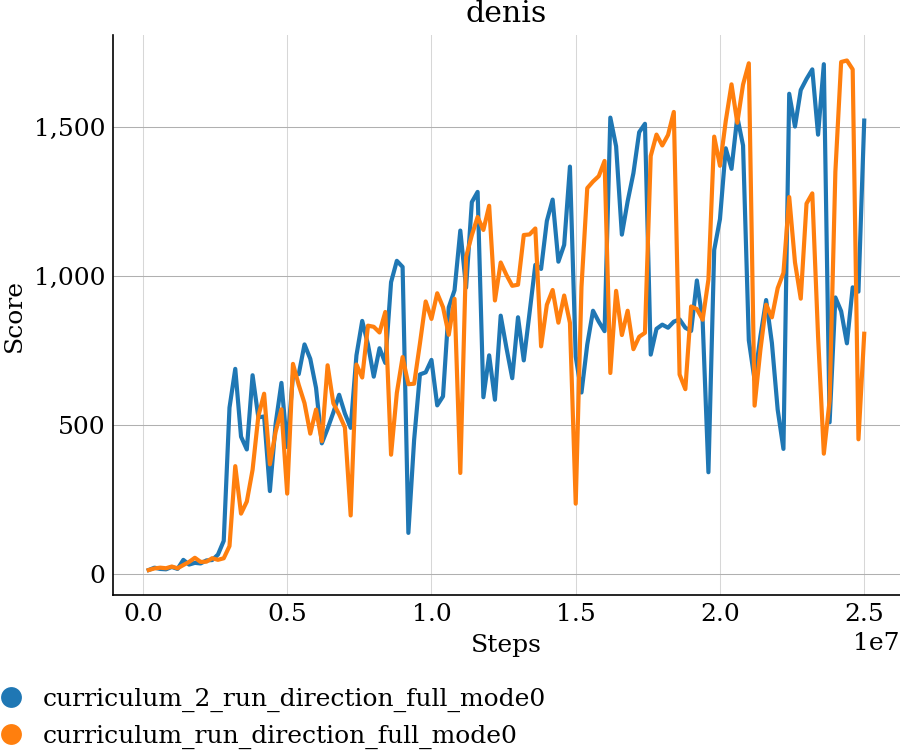 denis
1,500
1,000
500
0
Score
0.0 0.5 1.0 1.5 2.0 2.5
Steps
1e7
curriculum_2_run_direction_full_mode0
curriculum_run_direction_full_mode0